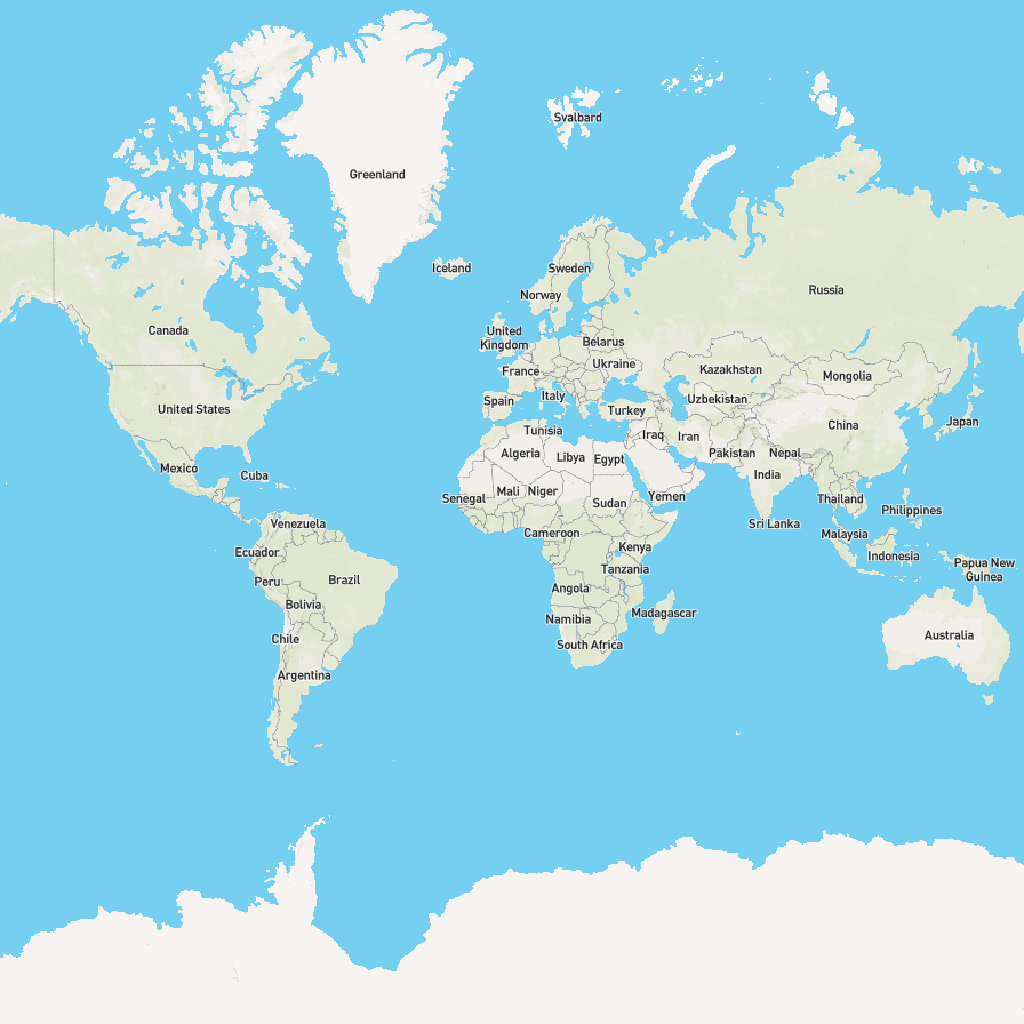 Svalbard
Greenland
Iceland
Sweden
Norway
Russia
Canada
United
Kingdom
Belarus
Ukraine
France
Kazakhstan
Mongolia
Spain
Italy
Uzbekistan
United States
Turkey
Japan
China
Tunisia
Iraq
Iran
Algeria
Libya
Egypt
Pakistan
Nepal
Mexico
Cuba
India
Senegal
Mali
Niger
Yemen
Thailand
Sudan
Philippines
Venezuela
Sri Lanka
Cameroon
Malaysia
Ecuador
Kenya
Indonesia
Papua New
Guinea
Tanzania
Peru
Brazil
Angola
Bolivia
Madagascar
Namibia
Chile
Australia
South Africa
Argentina